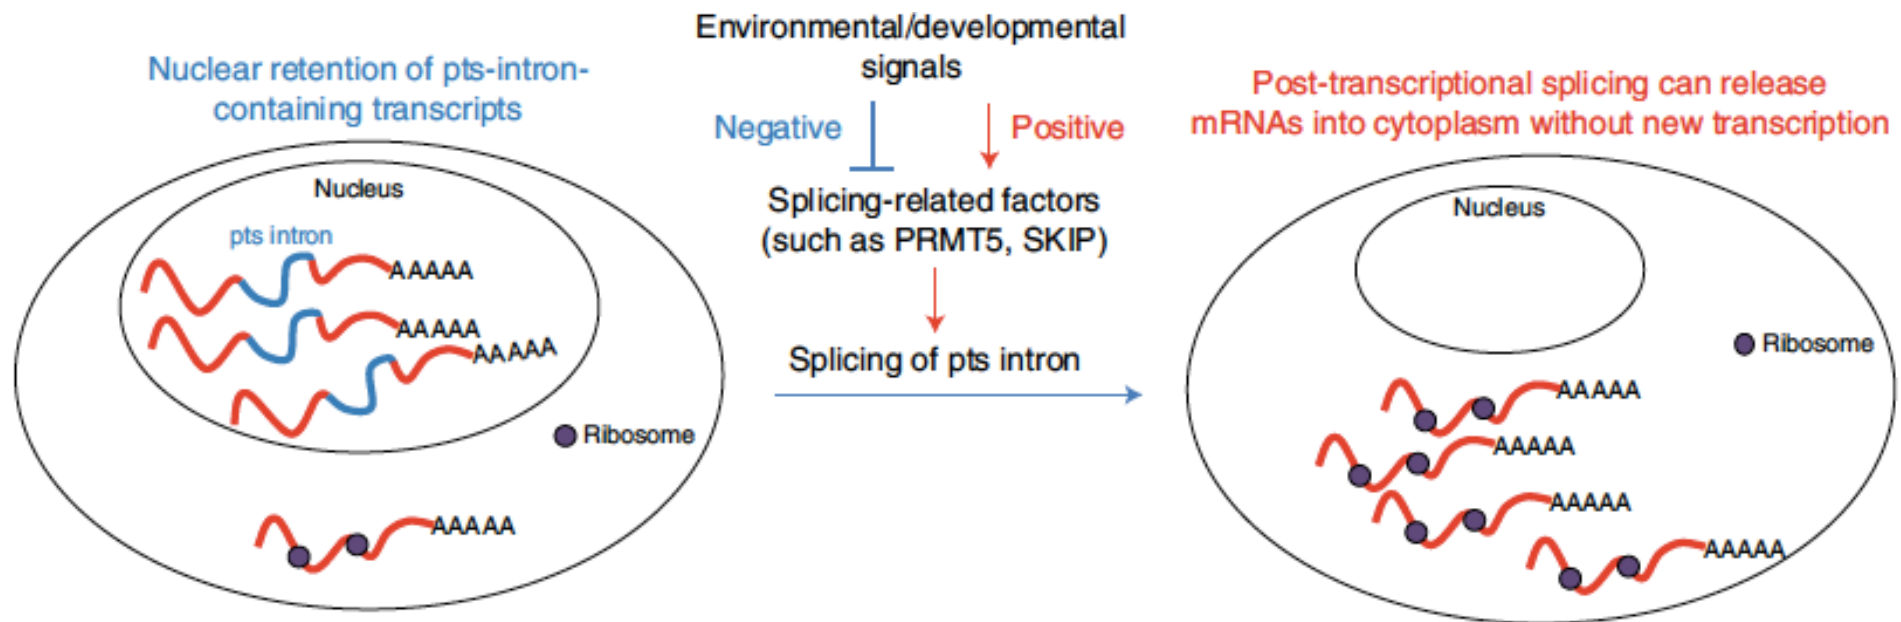 Nuclear retention of pts-intron-
containing transcripts
Nucleus
pts intron
AAAAA
AAAAA
AAAAA
Ribosome
AAAAA
Environmental/developmental
signals
Negative
Positive
Splicing-related factors
(such as PRMT5, SKIP)
Splicing of pts intron
Post-transcriptional splicing can release
mRNAs into cytoplasm without new transcription
Nucleus
Ribosome
AAAAA
AAAAA
AAAAA
AAAAA